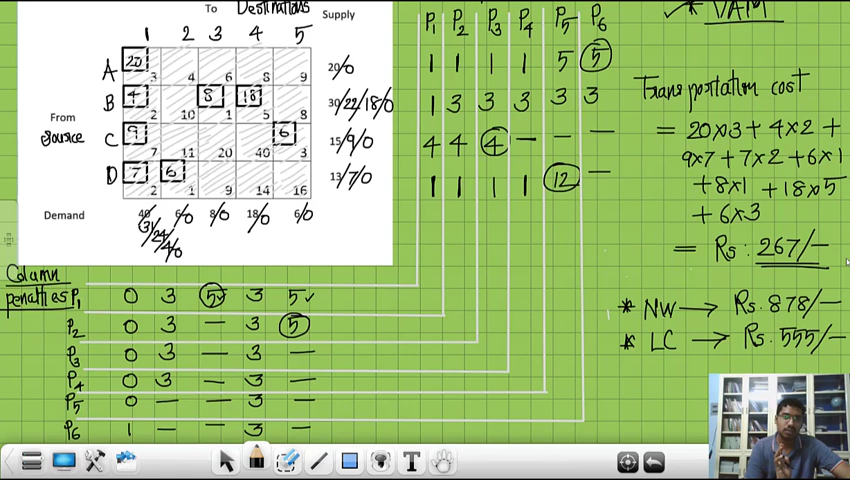 To Destinations Supply
1 2 3 4 5
A 20 3 4 6 8 9 20/0
B 4 2 10 8 1 18 5 8 30/22/18/0
From
Source
C 9 7 11 20 40 6 3 15/9/0
D 7 2 6 1 9 14 16 13/7/0
Demand 40/31/24/4/0 6/0 8/0 18/0 6/0
P1 P2 P3 P4 P5 P6
1 1 1 1 5 5
1 3 3 3 3 3
4 4 4 – – –
1 1 1 1 12 –
Column
penalties P1 0 3 5 ✓ 3 5 ✓
P2 0 3 – 3 5
P3 0 3 – 3 –
P4 0 3 – 3 –
P5 0 – – 3 –
P6 1 – – 3 –
✓* VAM
Transportation cost
= 20×3 + 4×2 +
9×7 + 7×2 + 6×1
+ 8×1 + 18×5
+ 6×3
= Rs: 267/-
* NW → Rs. 878/-
* LC → Rs. 555/-
T